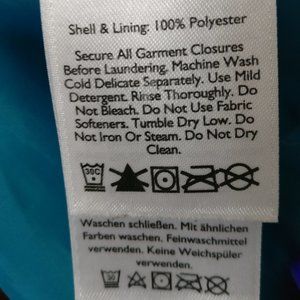 Shell & Lining: 100% Polyester
Secure All Garment Closures
Before Laundering. Machine Wash
Cold Delicate Separately. Use Mild
Detergent. Rinse Thoroughly. Do
Not Bleach. Do Not Use Fabric
Softeners. Tumble Dry Low. Do
Not Iron Or Steam. Do Not Dry
Clean.
30C
Waschen schließen. Mit ähnlichen
Farben waschen. Feinwaschmittel
verwenden. Keine Weichspüler
verwenden.